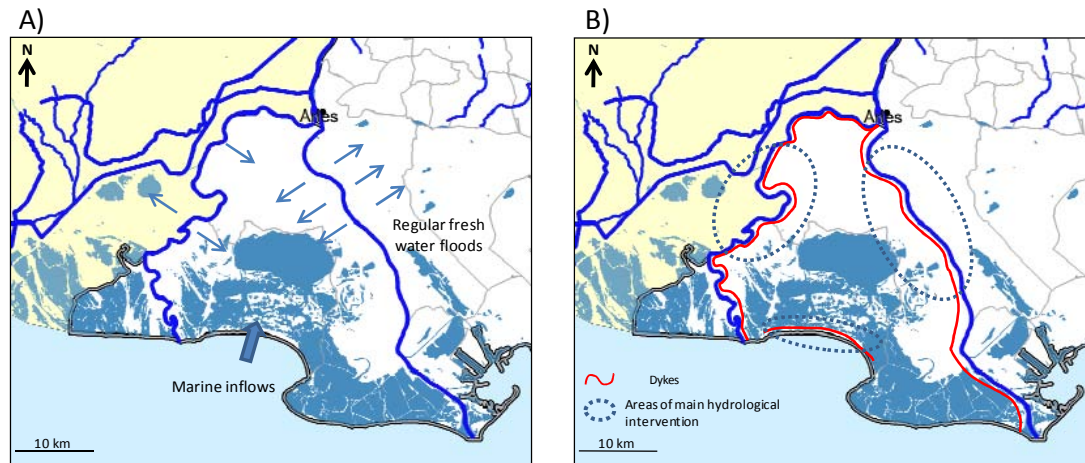 A)
N
Arles
Regular fresh
water floods
Marine inflows
10 km
B)
N
Arles
Dykes
Areas of main hydrological
intervention
10 km